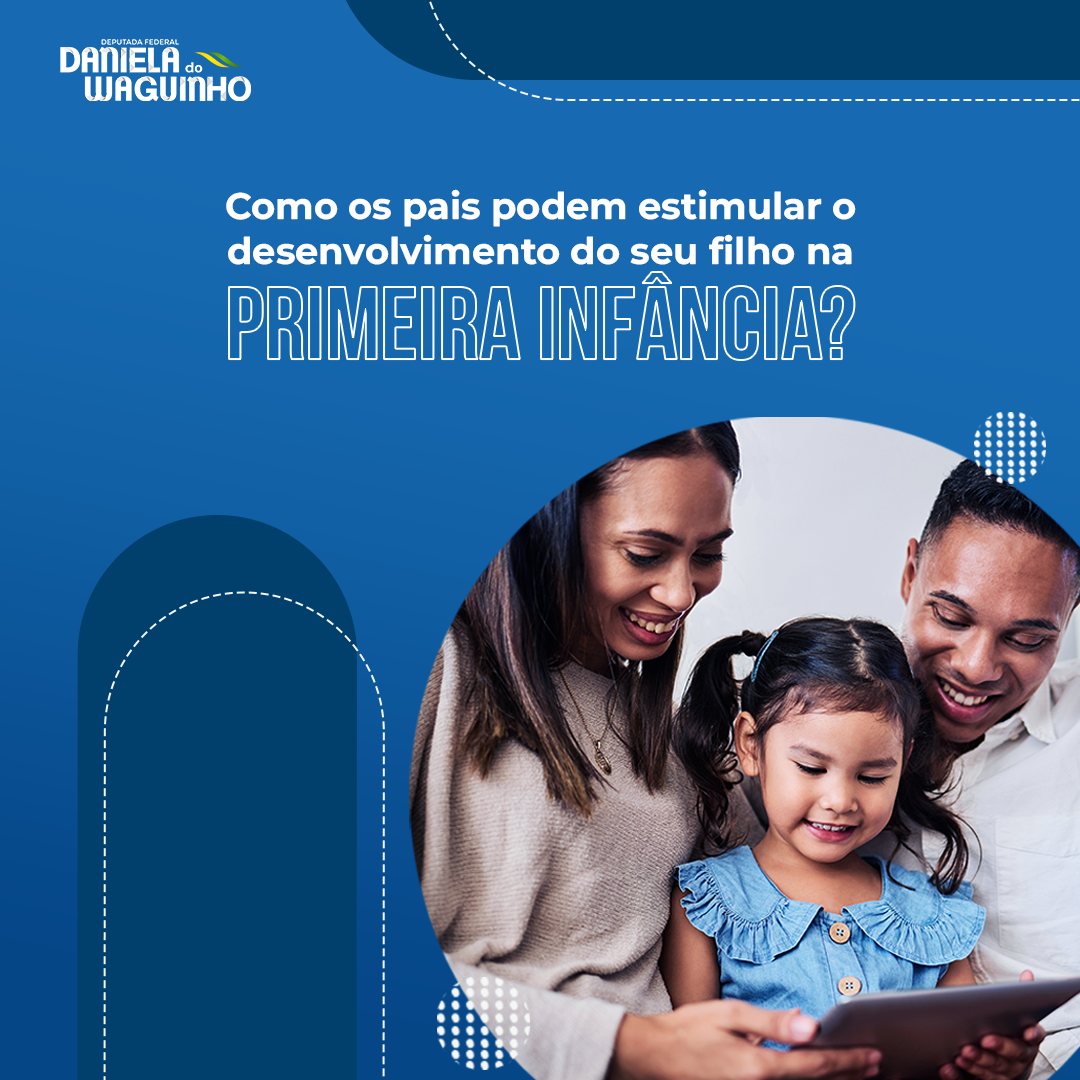 DEPUTADA FEDERAL
DANIELA do
WAGUINHO
Como os pais podem estimular o
desenvolvimento do seu filho na
PRIMEIRA INFÂNCIA?